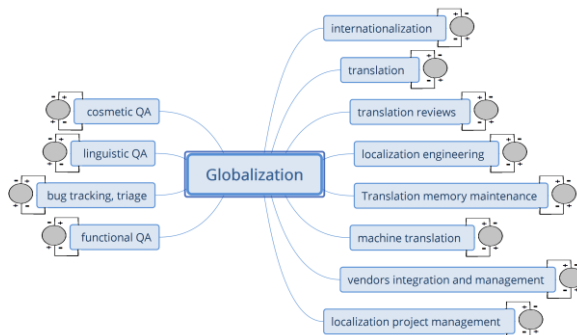 internationalization
translation
cosmetic QA
translation reviews
linguistic QA
localization engineering
Globalization
bug tracking, triage
Translation memory maintenance
functional QA
machine translation
vendors integration and management
localization project management